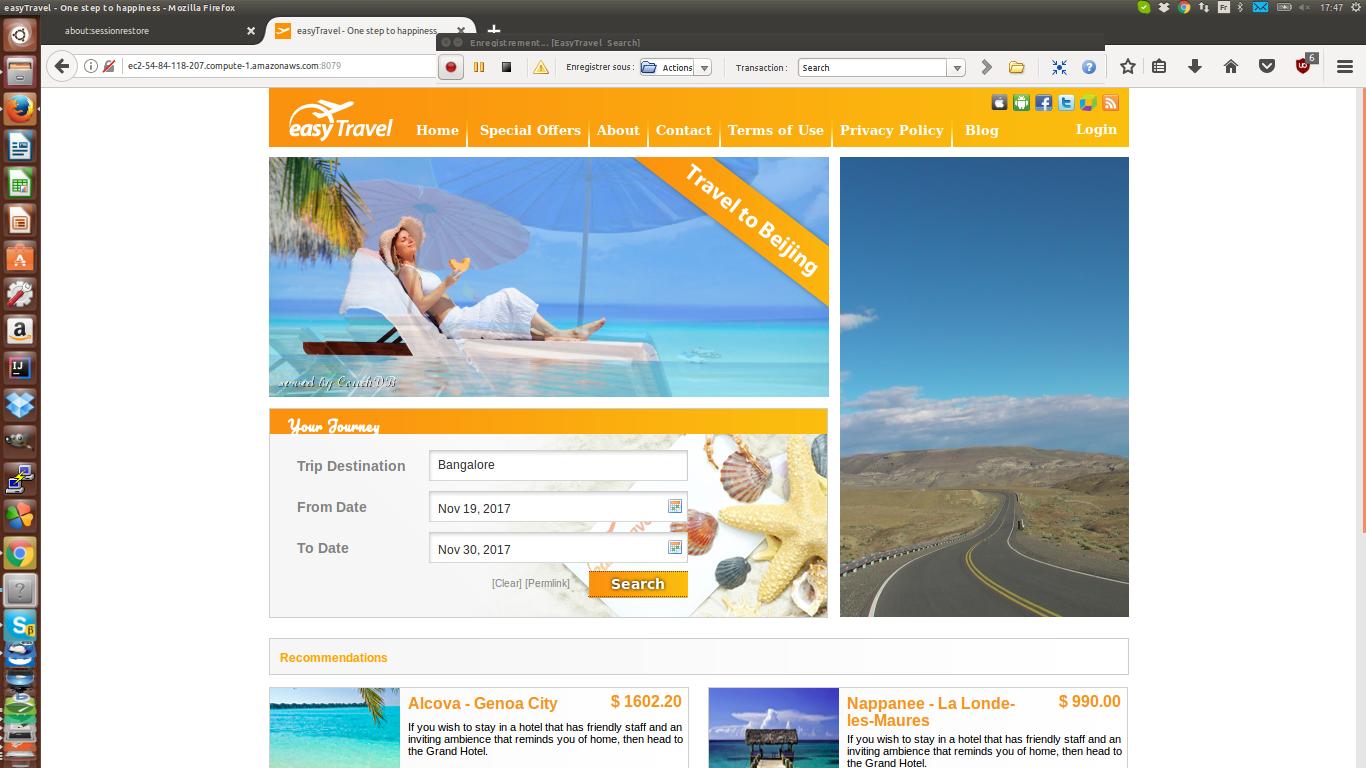 easyTravel - One step to happiness - Mozilla Firefox
Fr
17:47
about:sessionrestore
easyTravel - One step to happiness
Enregistrement... [EasyTravel Search]
ec2-54-84-118-207.compute-1.amazonaws.com:8079
Enregistrer sous :
Actions
Transaction :
Search
6
easyTravel
Home
Special Offers
About
Contact
Terms of Use
Privacy Policy
Blog
Login
Travel to Beijing
served by CouchDB
Your Journey
Trip Destination
Bangalore
From Date
Nov 19, 2017
To Date
Nov 30, 2017
[Clear] [Permlink]
Search
Recommendations
Alcova - Genoa City
$ 1602.20
If you wish to stay in a hotel that has friendly staff and an
inviting ambience that reminds you of home, then head to
the Grand Hotel.
Nappanee - La Londe-
les-Maures
$ 990.00
If you wish to stay in a hotel that has friendly staff and an
inviting ambience that reminds you of home, then head to
the Grand Hotel.